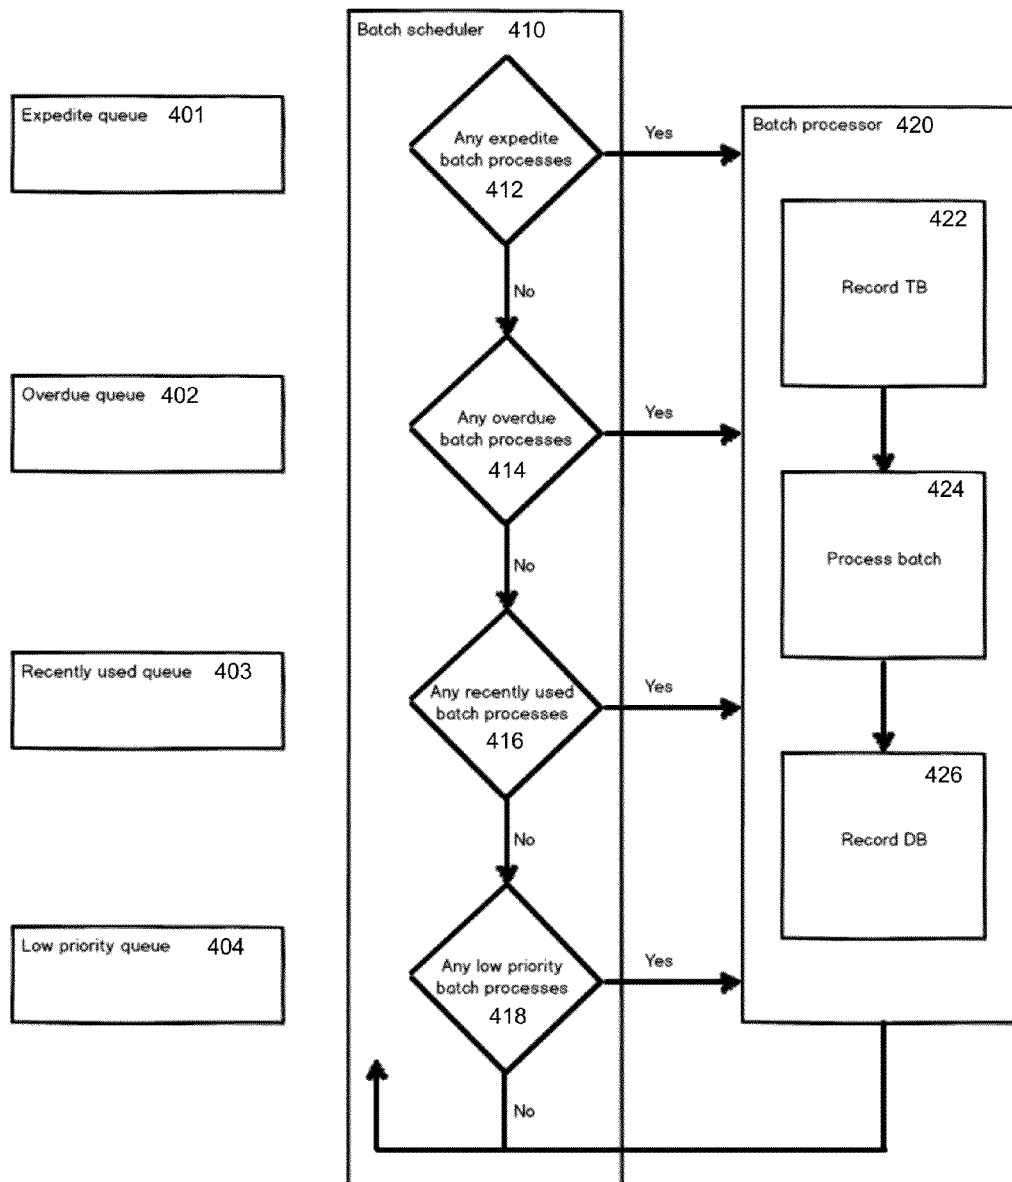 Batch scheduler 410
Expedite queue 401
Any expedite
batch processes
412
Yes
Batch processor 420
422
Record TB
No
Overdue queue 402
Any overdue
batch processes
414
Yes
424
Process batch
No
Recently used queue 403
Any recently used
batch processes
416
Yes
426
Record DB
No
Low priority queue 404
Any low priority
batch processes
418
Yes
No